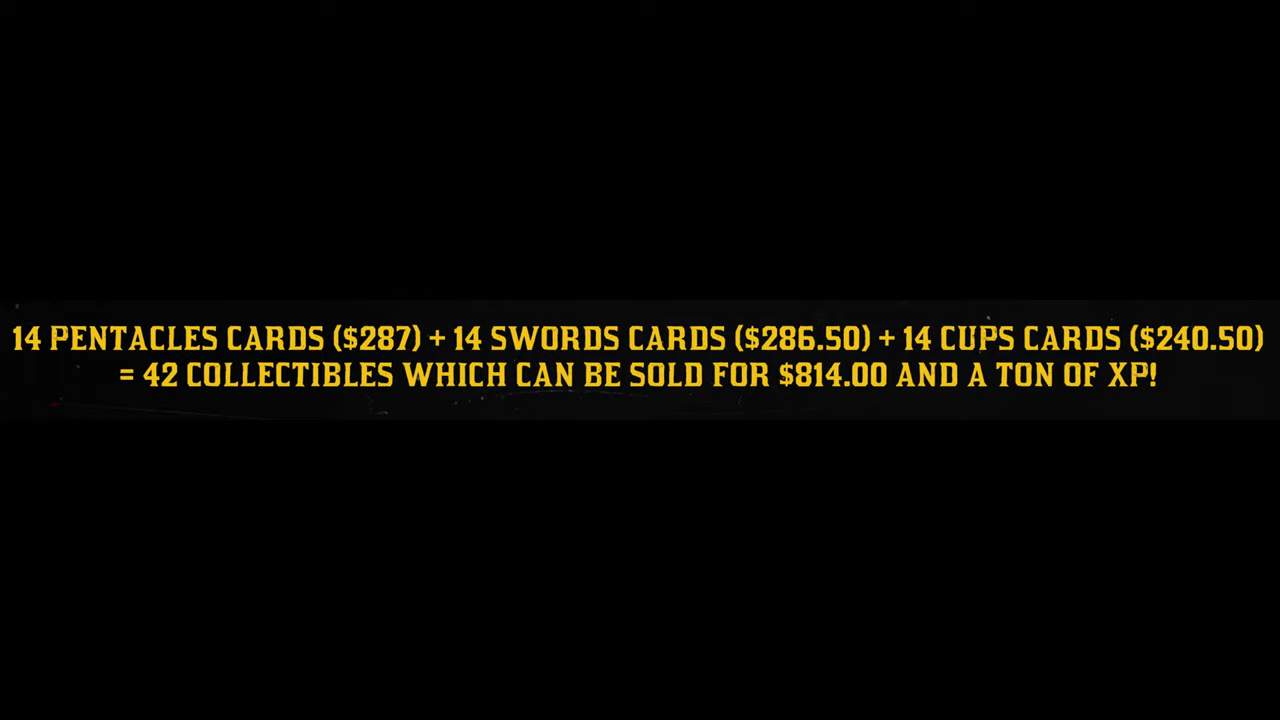 14 PENTACLES CARDS ($287) + 14 SWORDS CARDS ($286.50) + 14 CUPS CARDS ($240.50)
= 42 COLLECTIBLES WHICH CAN BE SOLD FOR $814.00 AND A TON OF XP!